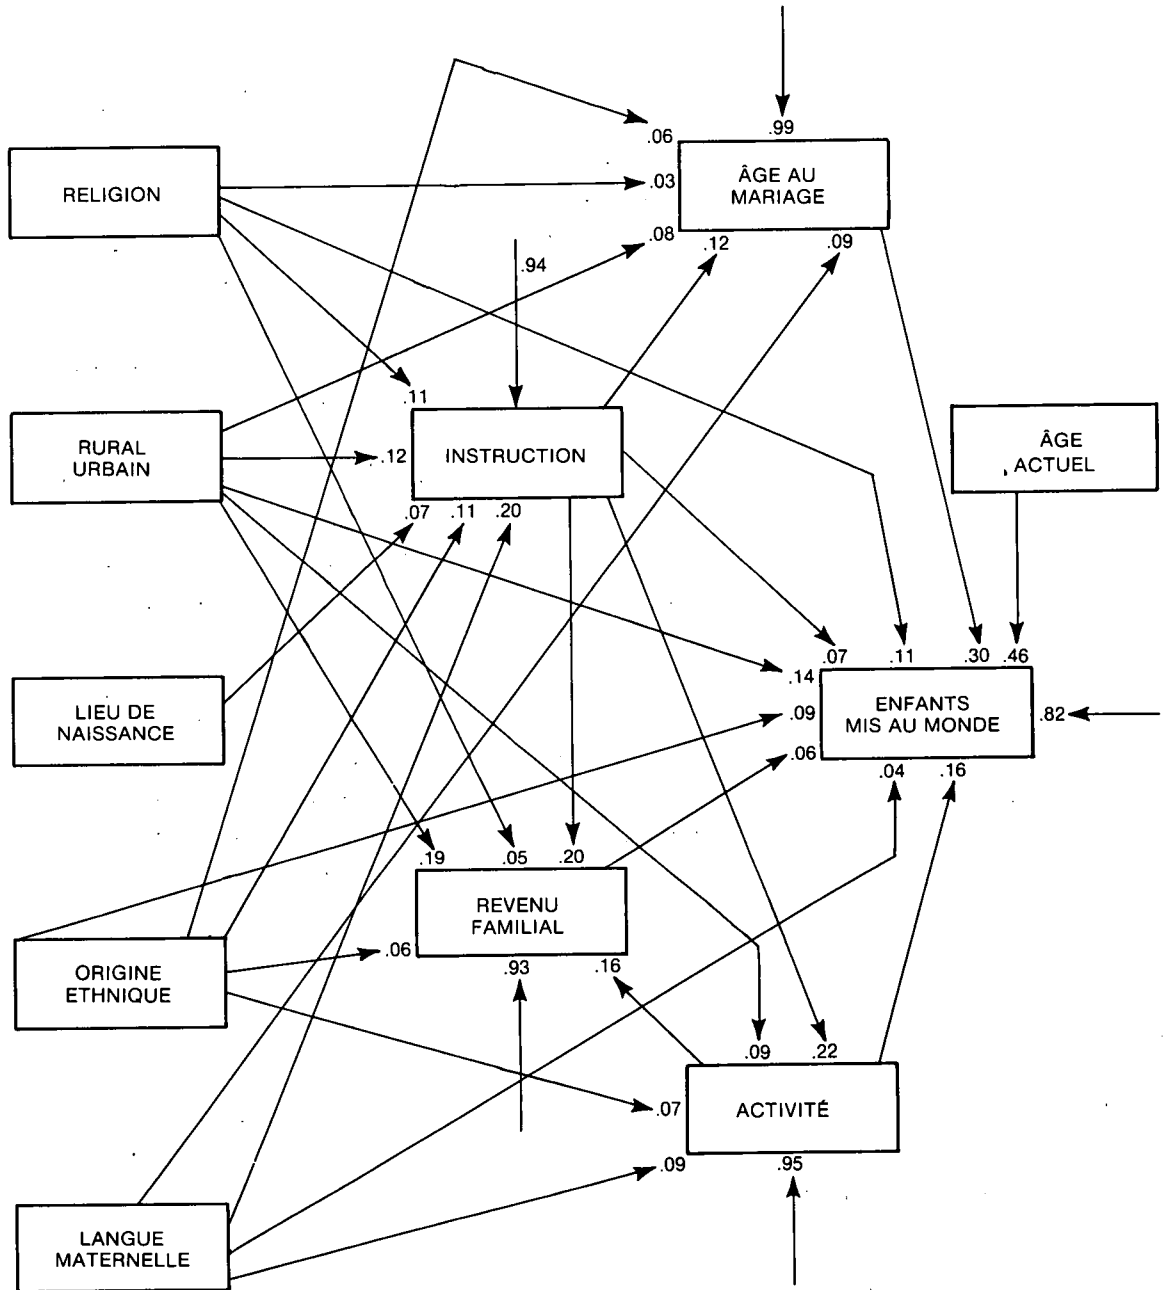 .06
.99
RELIGION
.03
ÂGE AU
MARIAGE
.08
.12
.09
.94
.11
RURAL
URBAIN
.12
INSTRUCTION
ÂGE
ACTUEL
.07
.11
.20
.07
.11
.30
.46
.14
LIEU DE
NAISSANCE
.09
ENFANTS
MIS AU MONDE
.82
.06
.04
.16
.19
.05
.20
REVENU
FAMILIAL
.06
.93
.16
ORIGINE
ETHNIQUE
.09
.22
.07
ACTIVITÉ
.09
.95
LANGUE
MATERNELLE